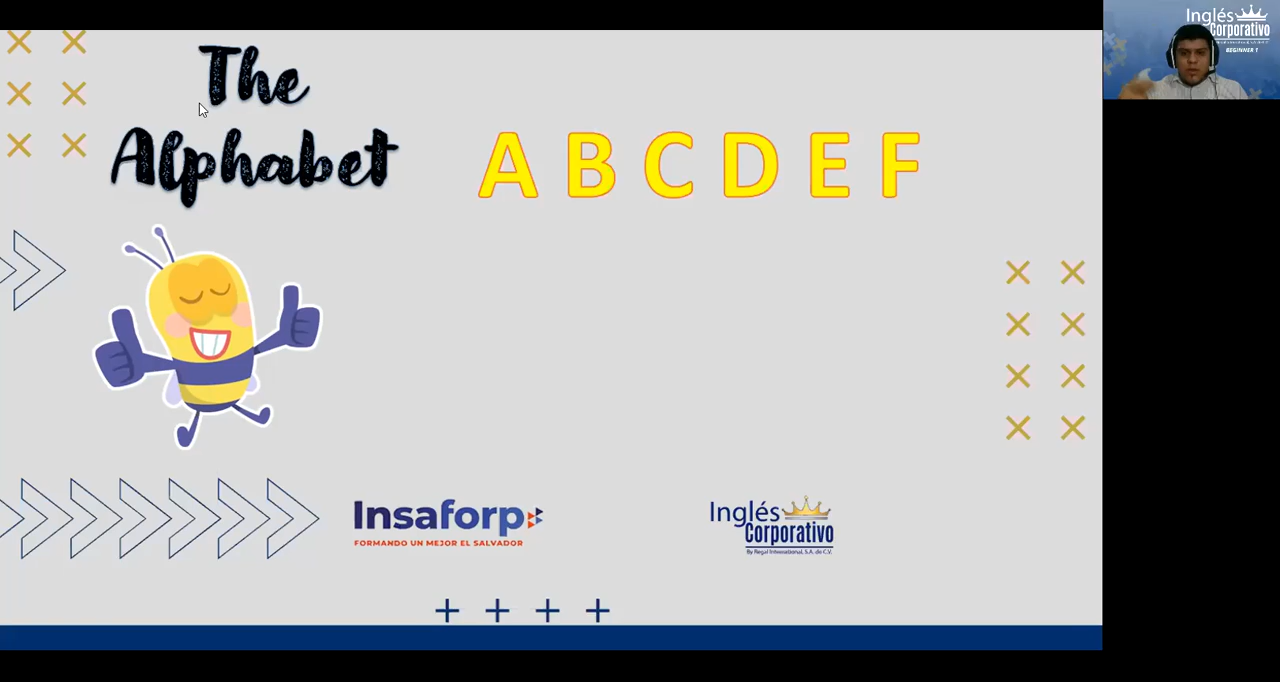 The
Alphabet
A B C D E F
Insaforp
FORMANDO UN MEJOR EL SALVADOR
Inglés
Corporativo
By Regal International, S.A. de C.V.
Inglés
Corporativo
BEGINNER 1